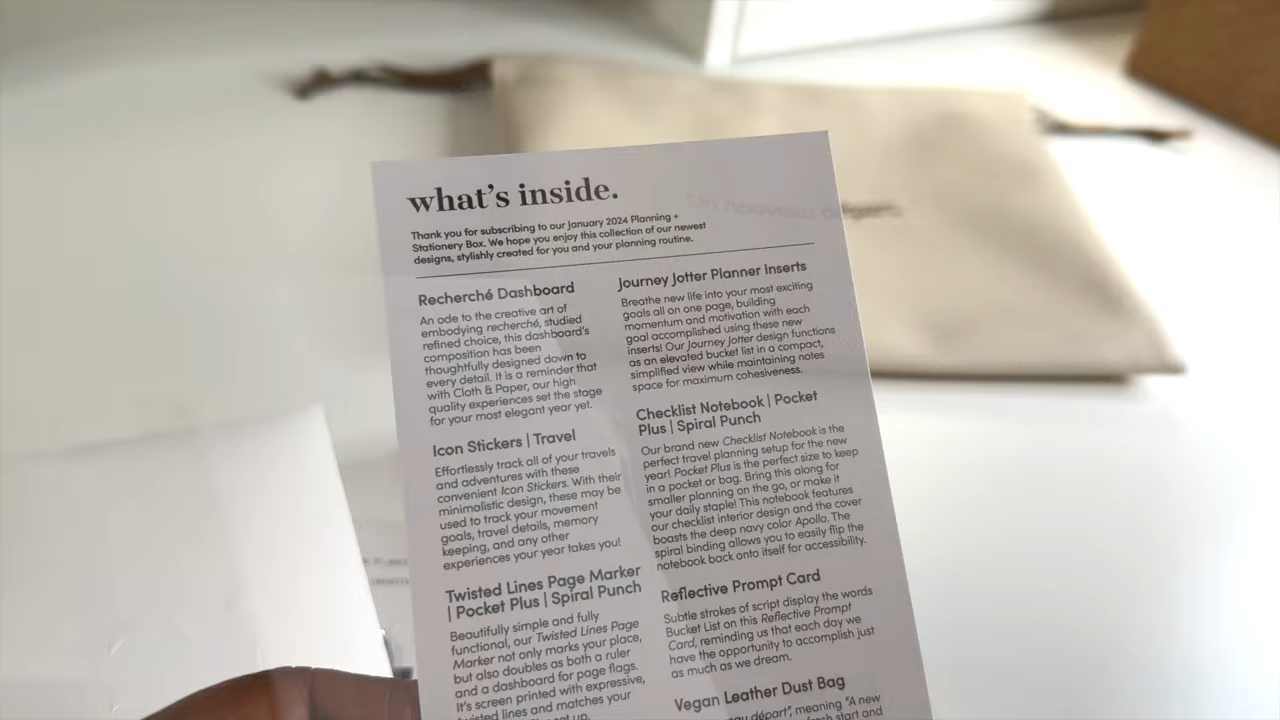 what's inside.
Thank you for subscribing to our January 2024 Planning +
Stationery Box. We hope you enjoy this collection of our newest
designs, stylishly created for you and your planning routine.
Recherché Dashboard
An ode to the creative art of
embodying recherché, studied
refined choice, this dashboard's
composition has been
thoughtfully designed down to
every detail. It is a reminder that
with Cloth & Paper, our high
quality experiences set the stage
for your most elegant year yet.
Icon Stickers | Travel
Effortlessly track all of your travels
and adventures with these
convenient Icon Stickers. With their
minimalistic design, these may be
used to track your movement
goals, travel details, memory
keeping, and any other
experiences your year takes you!
Twisted Lines Page Marker
| Pocket Plus | Spiral Punch
Beautifully simple and fully
functional, our Twisted Lines Page
Marker not only marks your place,
but also doubles as both a ruler
and a dashboard for page flags.
It's screen printed with expressive,
twisted lines and matches your
set up.
Journey Jotter Planner Inserts
Breathe new life into your most exciting
goals all on one page, building
momentum and motivation with each
goal accomplished using these new
inserts! Our Journey Jotter design functions
as an elevated bucket list in a compact,
simplified view while maintaining notes
space for maximum cohesiveness.
Checklist Notebook | Pocket
Plus | Spiral Punch
Our brand new Checklist Notebook is the
perfect travel planning setup for the new
year! Pocket Plus is the perfect size to keep
in a pocket or bag. Bring this along for
smaller planning on the go, or make it
your daily staple! This notebook features
our checklist interior design and the cover
boasts the deep navy color Apollo. The
spiral binding allows you to easily flip the
notebook back onto itself for accessibility.
Reflective Prompt Card
Subtle strokes of script display the words
Bucket List on this Reflective Prompt
Card, reminding us that each day we
have the opportunity to accomplish just
as much as we dream.
Vegan Leather Dust Bag
départ", meaning "A new
fresh start and
Un nouveau départ.